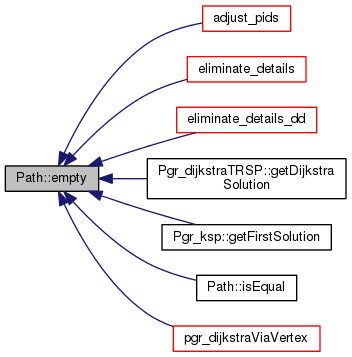 adjust_pids
eliminate_details
eliminate_details_dd
Path::empty
Pgr_dijkstraTRSP::getDijkstra
Solution
Pgr_ksp::getFirstSolution
Path::isEqual
pgr_dijkstraViaVertex